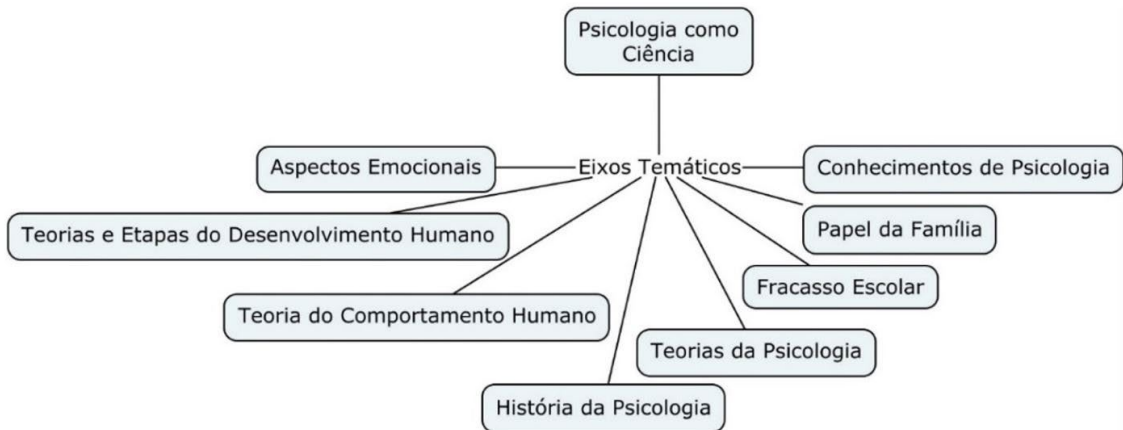 Psicologia como
Ciência
Aspectos Emocionais
Eixos Temáticos
Conhecimentos de Psicologia
Teorias e Etapas do Desenvolvimento Humano
Papel da Família
Fracasso Escolar
Teoria do Comportamento Humano
Teorias da Psicologia
História da Psicologia